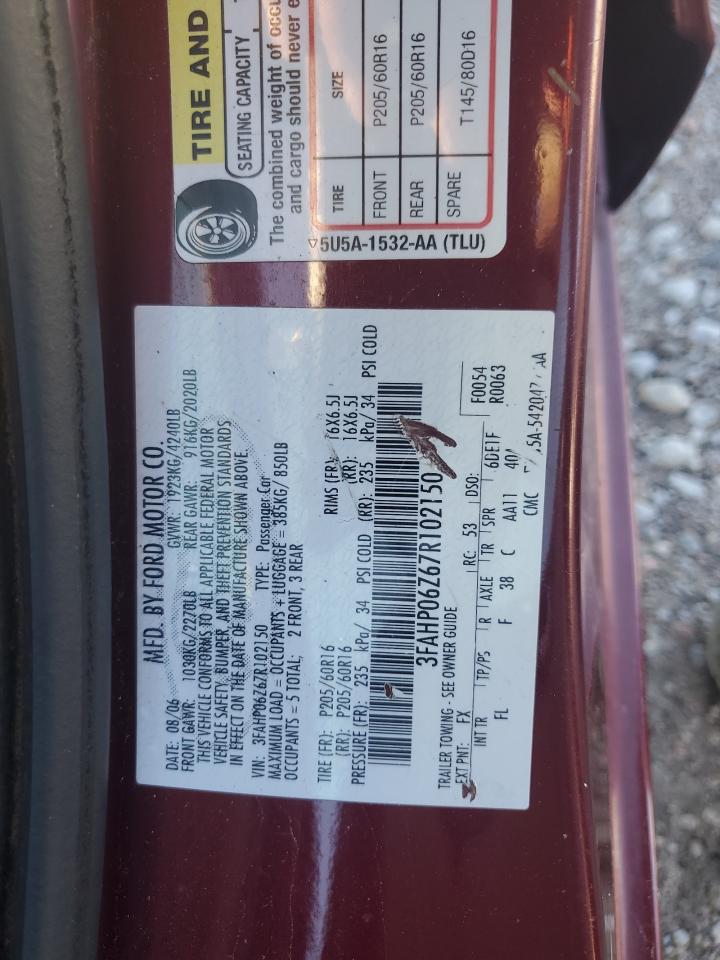 TIRE AND
SEATING CAPACITY
The combined weight of occu
and cargo should never e
TIRE SIZE
FRONT P205/60R16
REAR P205/60R16
SPARE T145/80D16
5U5A-1532-AA (TLU)
MFD. BY FORD MOTOR CO.
DATE: 08/06 GVWR: 1923KG/4240LB
FRONT GAWR: 1030KG/2270LB REAR GAWR: 916KG/2020LB
THIS VEHICLE CONFORMS TO ALL APPLICABLE FEDERAL MOTOR
VEHICLE SAFETY, BUMPER, AND THEFT PREVENTION STANDARDS
IN EFFECT ON THE DATE OF MANUFACTURE SHOWN ABOVE.
VIN: 3FAHP06Z67R102150 TYPE: Passenger Car
MAXIMUM LOAD = OCCUPANTS + LUGGAGE = 385KG/850LB
OCCUPANTS = 5 TOTAL; 2 FRONT, 3 REAR
TIRE (FR): P205/60R16 RIMS (FR): 16X6.5J
(RR): P205/60R16 (RR): 16X6.5J
PRESSURE (FR): 235 kPa/ 34 PSI COLD (RR): 235 kPa/ 34 PSI COLD
3FAHP06Z67R102150
TRAILER TOWING - SEE OWNER GUIDE
EXT PNT: FX RC: 53 DSO: F0054
R0063
INT TR TP/PS R AXLE TR SPR 6DE1F
FL F 38 C AA11
CMC